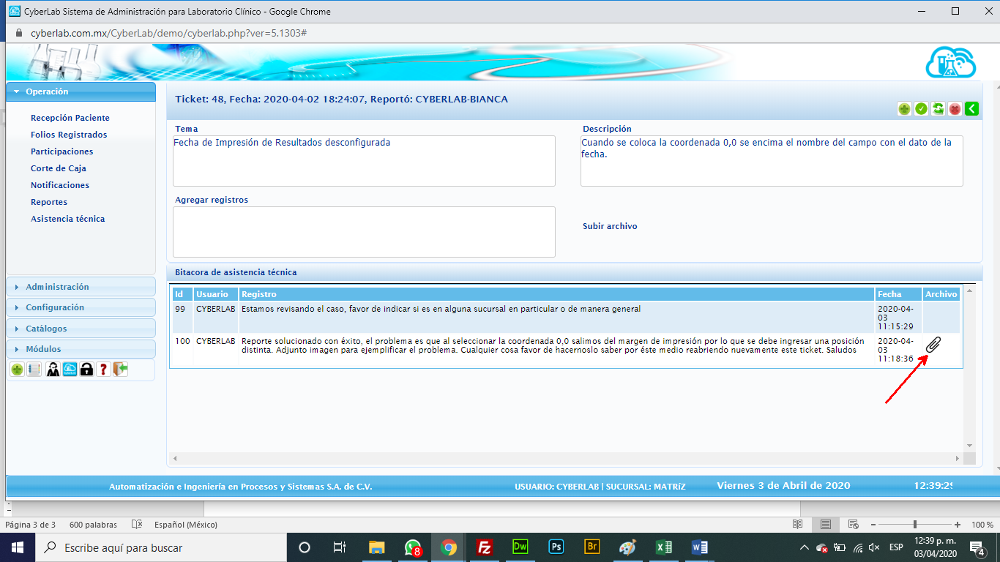 CyberLab Sistema de Administración para Laboratorio Clínico - Google Chrome
cyberlab.com.mx/CyberLab/demo/cyberlab.php?ver=5.1303#
Operación
Recepción Paciente
Folios Registrados
Participaciones
Corte de Caja
Notificaciones
Reportes
Asistencia técnica
Administración
Configuración
Catálogos
Módulos
Ticket: 48, Fecha: 2020-04-02 18:24:07, Reportó: CYBERLAB-BIANCA
Tema
Fecha de Impresión de Resultados desconfigurada
Descripción
Cuando se coloca la coordenada 0,0 se encima el nombre del campo con el dato de la
fecha.
Agregar registros
Subir archivo
Bitacora de asistencia técnica
Id Usuario Registro Fecha Archivo
99 CYBERLAB Estamos revisando el caso, favor de indicar si es en alguna sucursal en particular o de manera general 2020-04-
03
11:15:29
100 CYBERLAB Reporte solucionado con éxito, el problema es que al seleccionar la coordenada 0,0 salimos del margen de impresión por lo que se debe ingresar una posición 2020-04-
distinta. Adjunto imagen para ejemplificar el problema. Cualquier cosa favor de hacernoslo saber por éste medio reabriendo nuevamente este ticket. Saludos 03
11:18:36
Automatización e Ingeniería en Procesos y Sistemas S.A. de C.V. USUARIO: CYBERLAB | SUCURSAL: MATRíZ Viernes 3 de Abril de 2020 12:39:29
Página 3 de 3 600 palabras Español (México) 100 %
Escribe aquí para buscar
8
Fz
Dw
Ps
Br
ESP
12:39 p. m.
03/04/2020
4